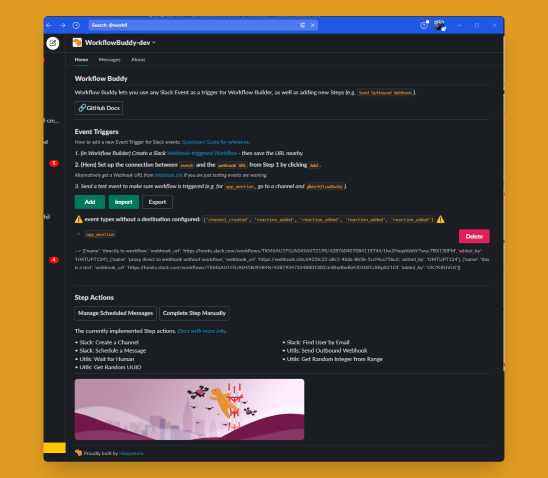 Search: @workfl
WorkflowBuddy-dev
Home Messages About
Workflow Buddy
Workflow Buddy lets you use any Slack Event as a trigger for Workflow Builder, as well as adding new Steps (e.g. Send Outbound Webhook).
GitHub Docs
Event Triggers
How to add a new Event Trigger for Slack events. Quickstart Guide for reference.
1. (In Workflow Builder) Create a Slack Webhook-triggered Workflow - then save the URL nearby.
2. (Here) Set up the connection between event and the webhook URL from Step 1 by clicking Add.
Alternatively get a Webhook URL from Webhook.site if you are just testing events are working.
3. Send a test event to make sure workflow is triggered (e.g. for app_mention, go to a channel and @WorkflowBuddy).
Add Import Export
event types without a destination configured: ['channel_created', 'reaction_added', 'reaction_added', 'reaction_added', 'reaction_added']
app_mention
Delete
Step Actions
Manage Scheduled Messages Complete Step Manually
The currently implemented Step actions. Docs with more info.
• Slack: Create a Channel
• Slack: Find User by Email
• Slack: Schedule a Message
• Utils: Send Outbound Webhook
• Utils: Wait for Human
• Utils: Get Random Integer from Range
• Utils: Get Random UUID
Proudly built by Happybara.
5
4